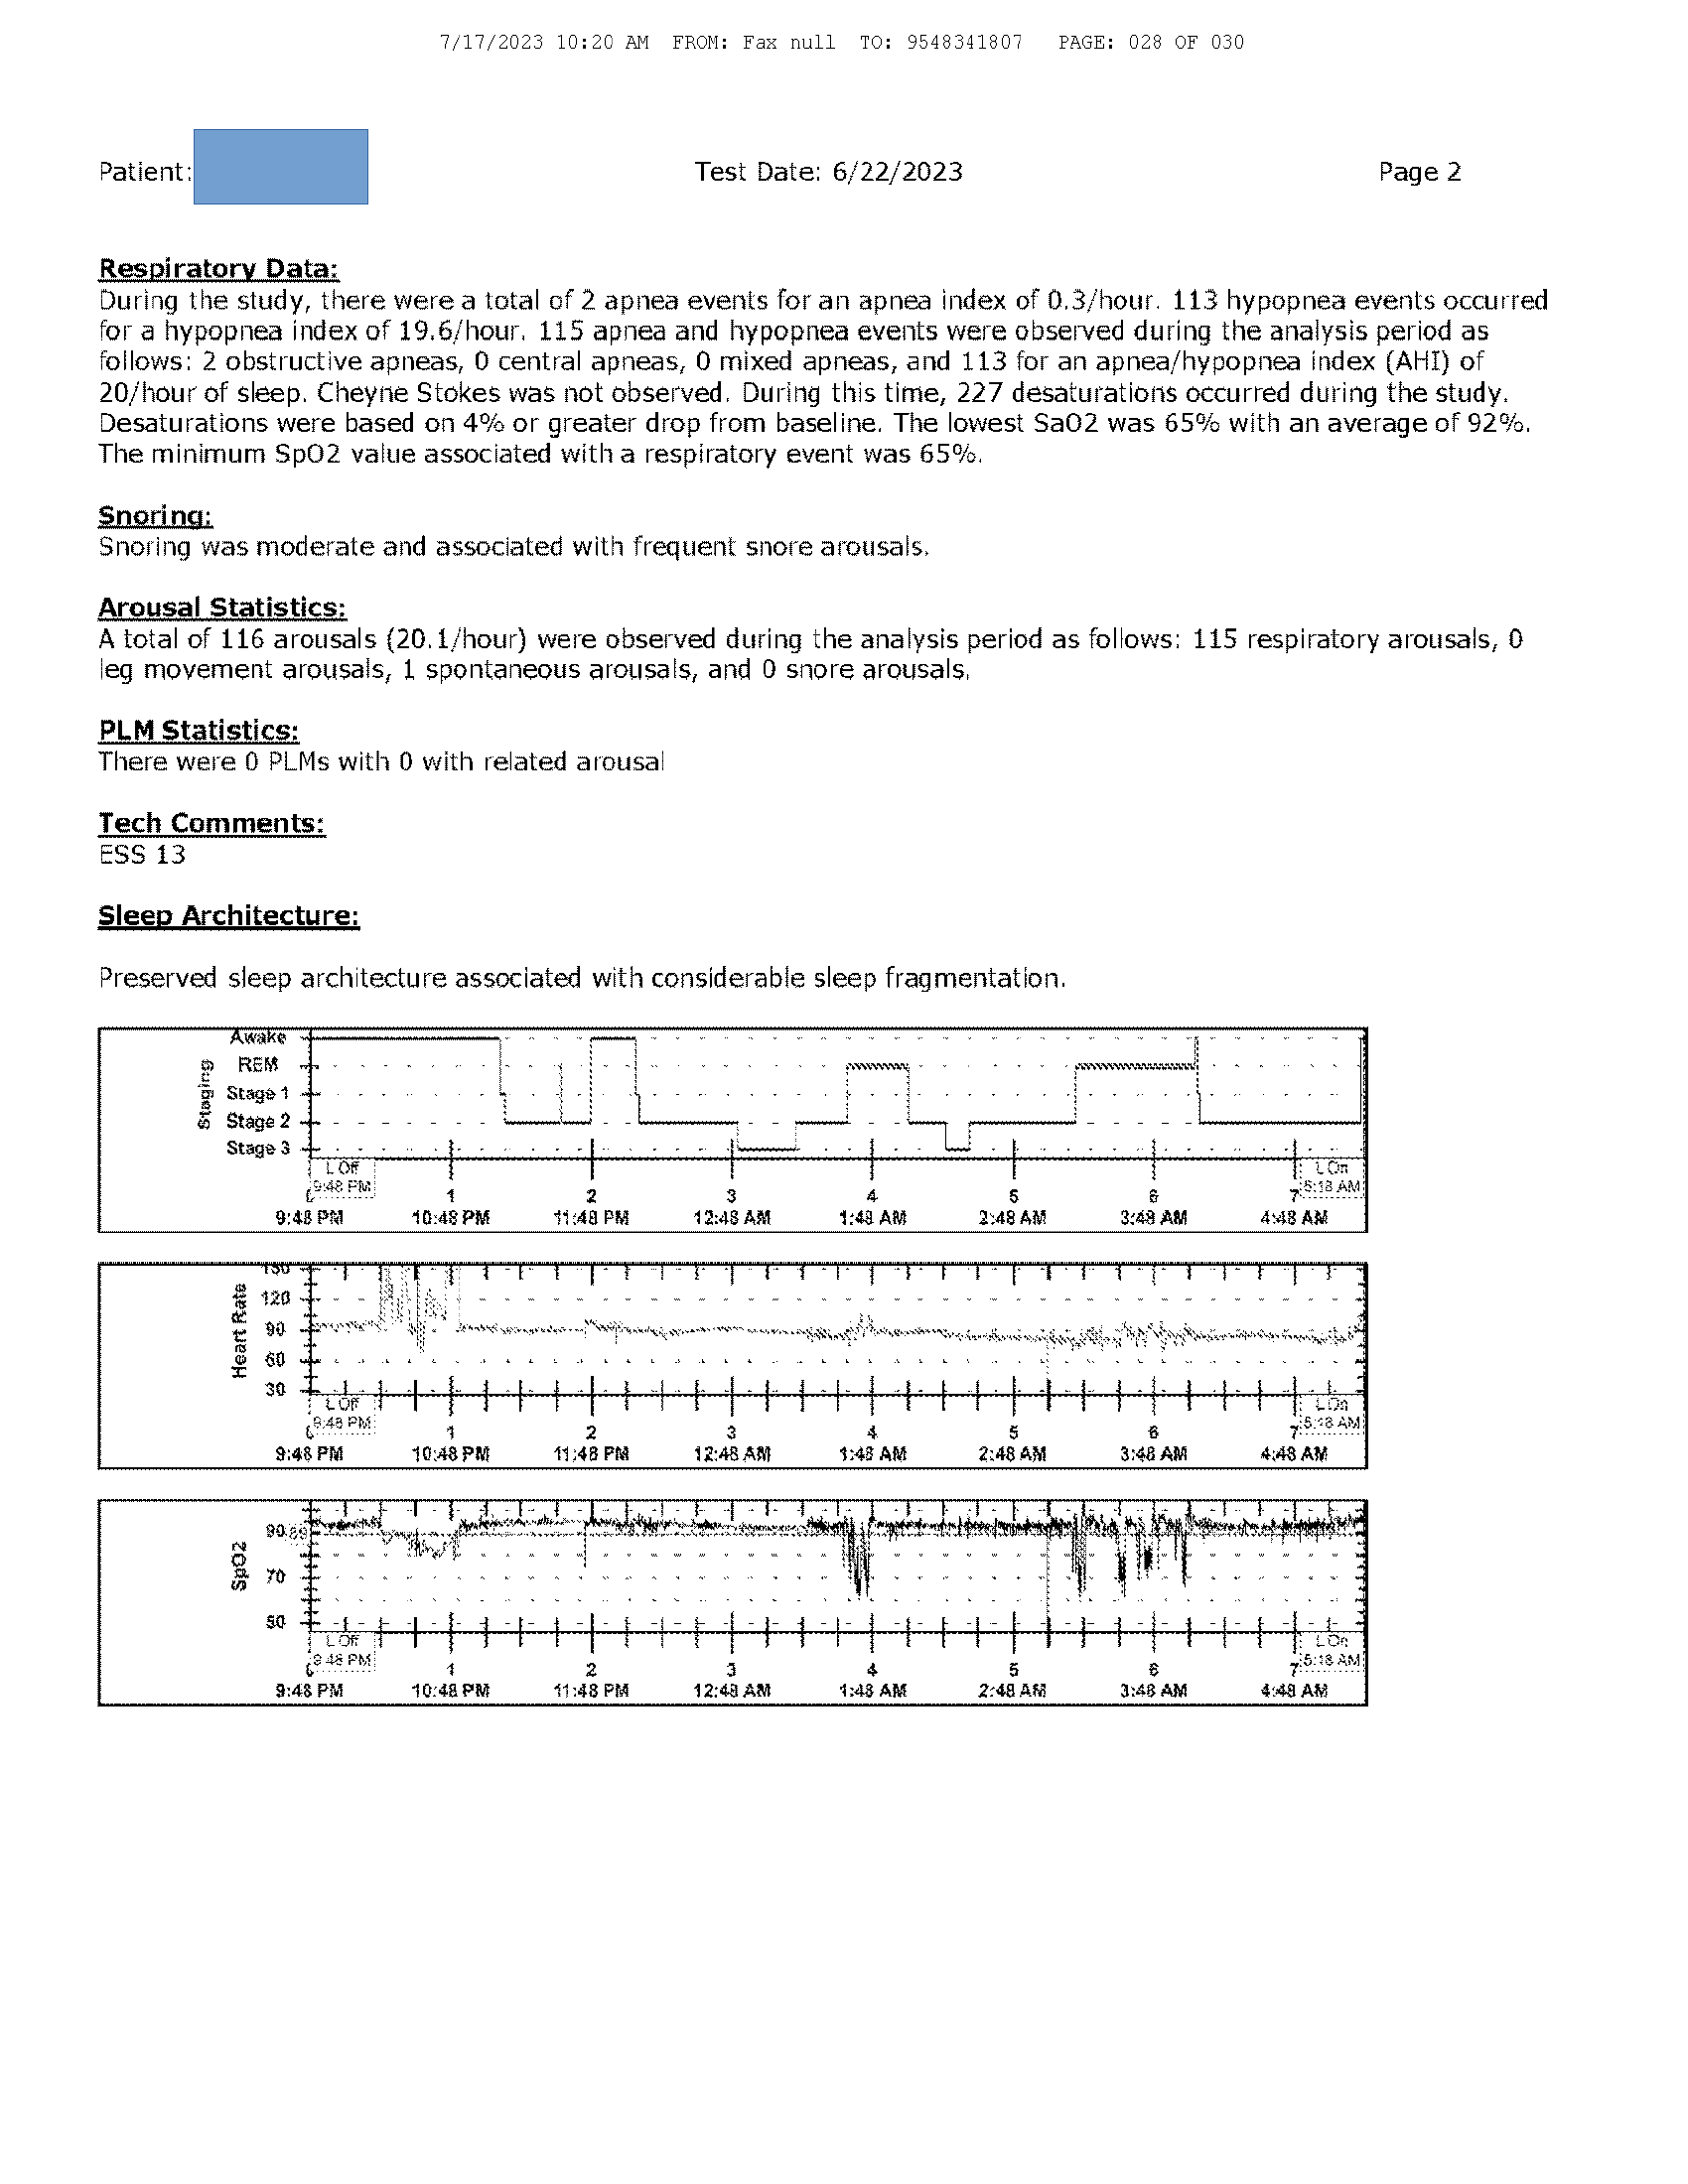 7/17/2023 10:20 AM FROM: Fax null TO: 9548341807 PAGE: 028 OF 030
Patient: Test Date: 6/22/2023 Page 2
Respiratory Data:
During the study, there were a total of 2 apnea events for an apnea index of 0.3/hour. 113 hypopnea events occurred
for a hypopnea index of 19.6/hour. 115 apnea and hypopnea events were observed during the analysis period as
follows: 2 obstructive apneas, 0 central apneas, 0 mixed apneas, and 113 for an apnea/hypopnea index (AHI) of
20/hour of sleep. Cheyne Stokes was not observed. During this time, 227 desaturations occurred during the study.
Desaturations were based on 4% or greater drop from baseline. The lowest SaO2 was 65% with an average of 92%.
The minimum SpO2 value associated with a respiratory event was 65%.
Snoring:
Snoring was moderate and associated with frequent snore arousals.
Arousal Statistics:
A total of 116 arousals (20.1/hour) were observed during the analysis period as follows: 115 respiratory arousals, 0
leg movement arousals, 1 spontaneous arousals, and 0 snore arousals.
PLM Statistics:
There were 0 PLMs with 0 with related arousal
Tech Comments:
ESS 13
Sleep Architecture:
Preserved sleep architecture associated with considerable sleep fragmentation.
Staging
Awake
REM
Stage 1
Stage 2
Stage 3
L Off L On
9:48 PM 5:18 AM
1 2 3 4 5 6 7
9:48 PM 10:48 PM 11:48 PM 12:48 AM 1:48 AM 2:48 AM 3:48 AM 4:48 AM
Heart Rate
150
120
90
60
30
L Off L On
9:48 PM 5:18 AM
1 2 3 4 5 6 7
9:48 PM 10:48 PM 11:48 PM 12:48 AM 1:48 AM 2:48 AM 3:48 AM 4:48 AM
SpO2
90 89
70
50
L Off L On
9:48 PM 5:18 AM
1 2 3 4 5 6 7
9:48 PM 10:48 PM 11:48 PM 12:48 AM 1:48 AM 2:48 AM 3:48 AM 4:48 AM